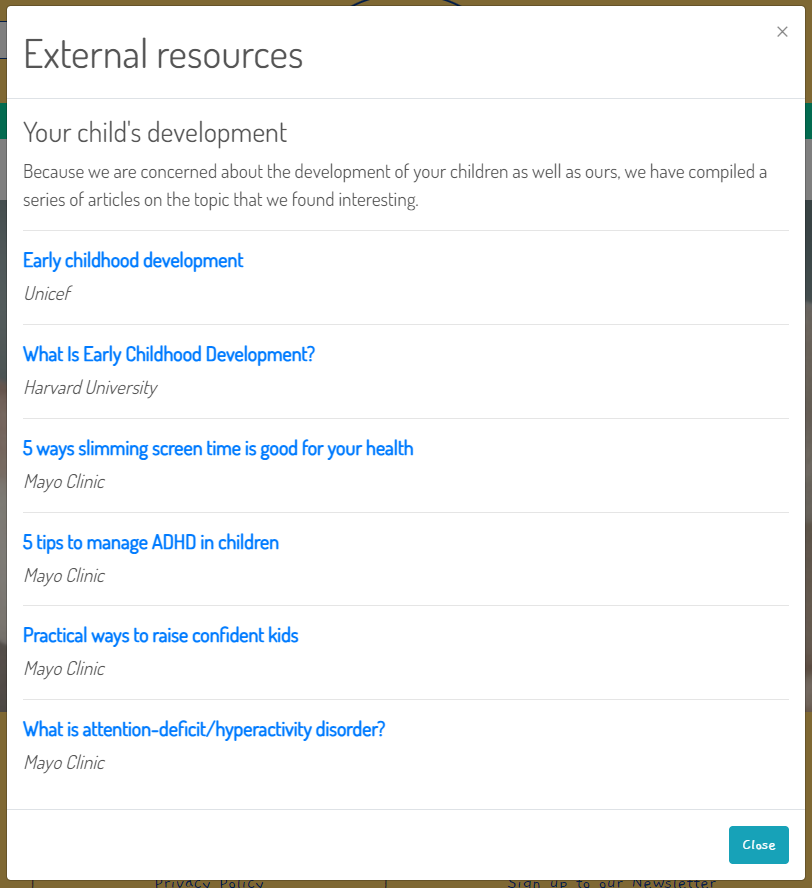 External resources
×
Your child's development
Because we are concerned about the development of your children as well as ours, we have compiled a
series of articles on the topic that we found interesting.
Early childhood development
Unicef
What Is Early Childhood Development?
Harvard University
5 ways slimming screen time is good for your health
Mayo Clinic
5 tips to manage ADHD in children
Mayo Clinic
Practical ways to raise confident kids
Mayo Clinic
What is attention-deficit/hyperactivity disorder?
Mayo Clinic
Close
Privacy Policy
Sign up to our Newsletter